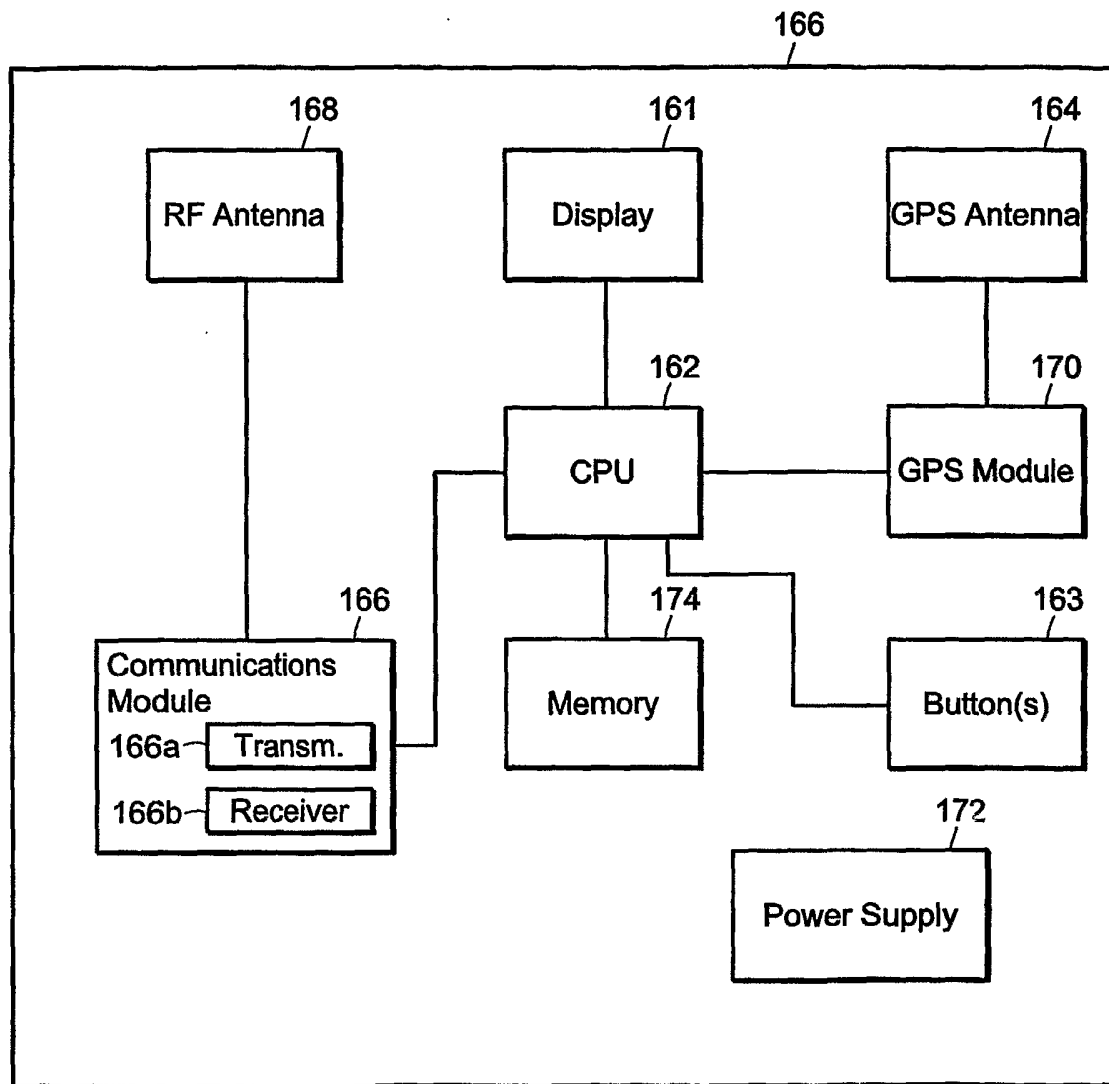 166
168
161
164
RF Antenna
Display
GPS Antenna
162
170
CPU
GPS Module
166
174
163
Communications
Module
166a
Transm.
166b
Receiver
Memory
Button(s)
172
Power Supply